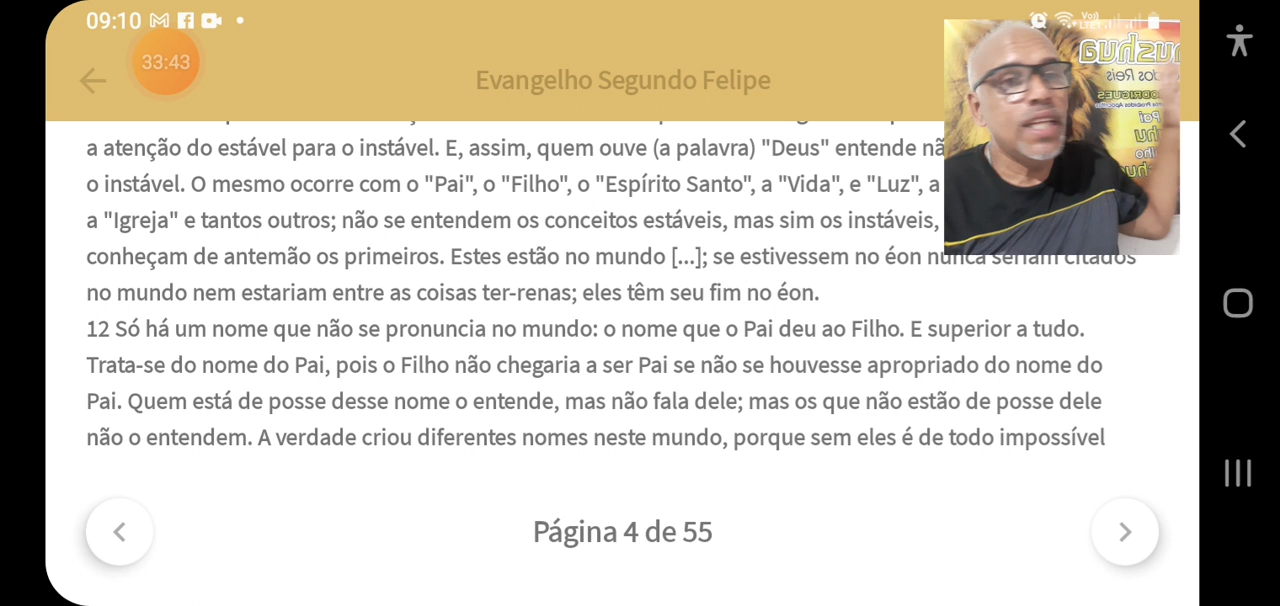 09:10
33:43
Evangelho Segundo Felipe
a atenção do estável para o instável. E, assim, quem ouve (a palavra) "Deus" entende nã
o instável. O mesmo ocorre com o "Pai", o "Filho", o "Espírito Santo", a "Vida", e "Luz", a
a "Igreja" e tantos outros; não se entendem os conceitos estáveis, mas sim os instáveis,
conheçam de antemão os primeiros. Estes estão no mundo [...]; se estivessem no éon nunca seriam citados
no mundo nem estariam entre as coisas ter-renas; eles têm seu fim no éon.
12 Só há um nome que não se pronuncia no mundo: o nome que o Pai deu ao Filho. E superior a tudo.
Trata-se do nome do Pai, pois o Filho não chegaria a ser Pai se não se houvesse apropriado do nome do
Pai. Quem está de posse desse nome o entende, mas não fala dele; mas os que não estão de posse dele
não o entendem. A verdade criou diferentes nomes neste mundo, porque sem eles é de todo impossível
Página 4 de 55
ushua
dos Reis
RODRIGUES
Pai